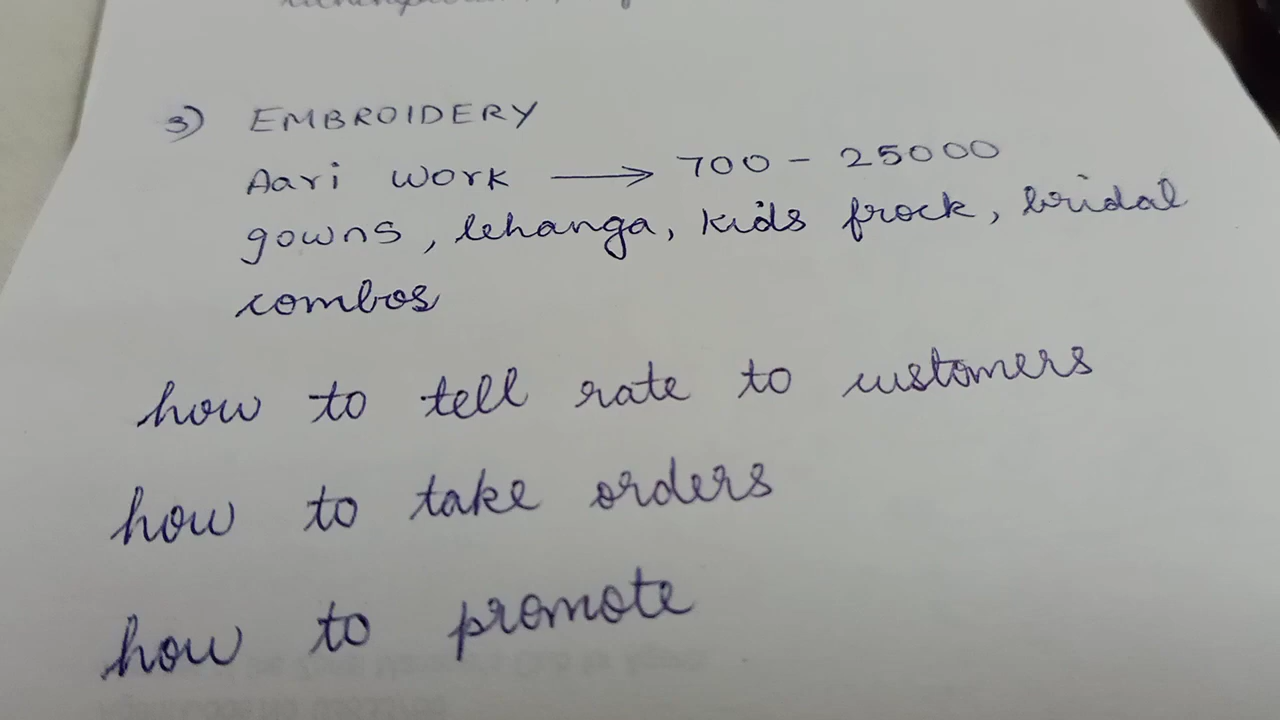 3) EMBROIDERY
Aari work → 700 - 25000
gowns, lehanga, kids frock, bridal
combos
how to tell rate to customers
how to take orders
how to promote